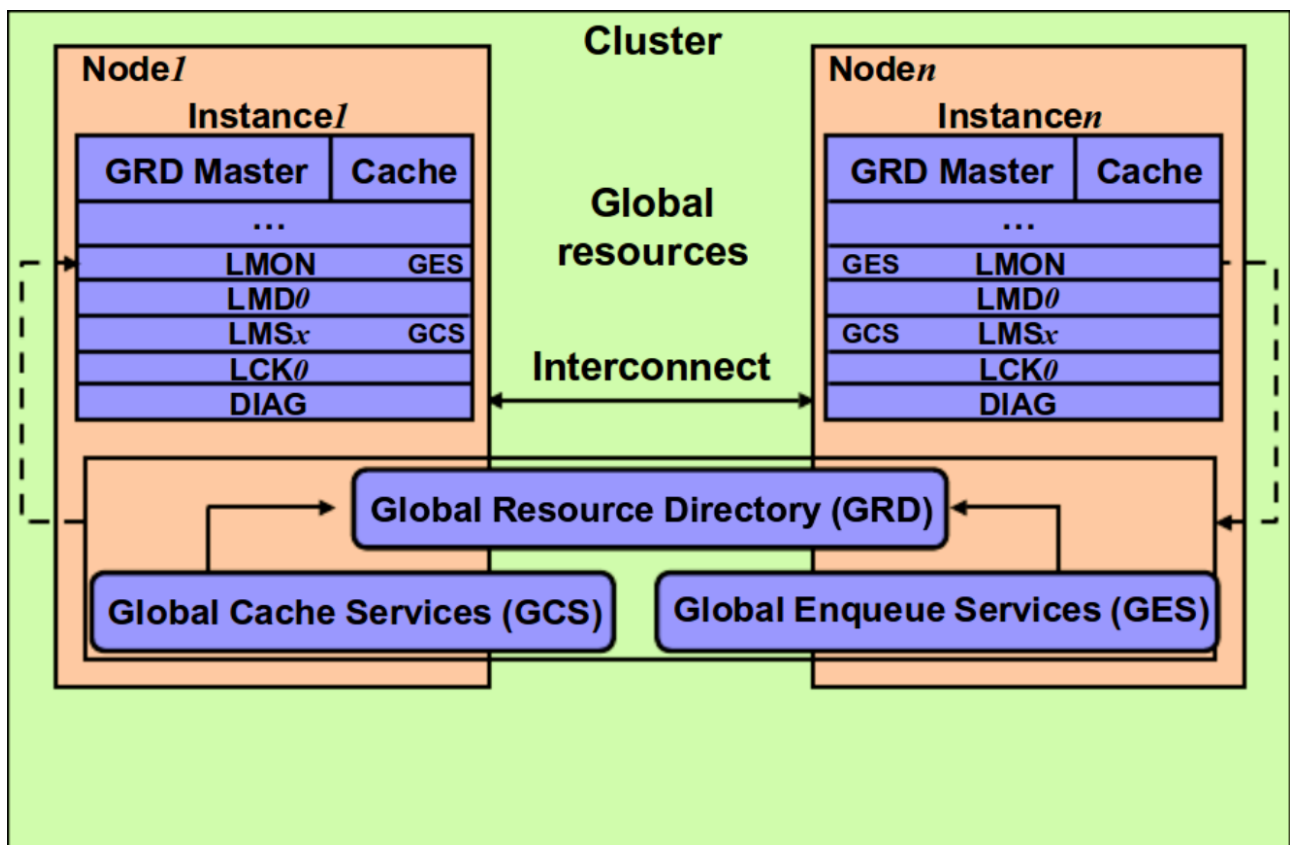 Cluster
Node1
Instance1
GRD Master Cache
...
LMON GES
LMD0
LMSx GCS
LCK0
DIAG
Global
resources
Interconnect
Noden
Instancen
GRD Master Cache
...
GES LMON
LMD0
GCS LMSx
LCK0
DIAG
Global Resource Directory (GRD)
Global Cache Services (GCS)
Global Enqueue Services (GES)